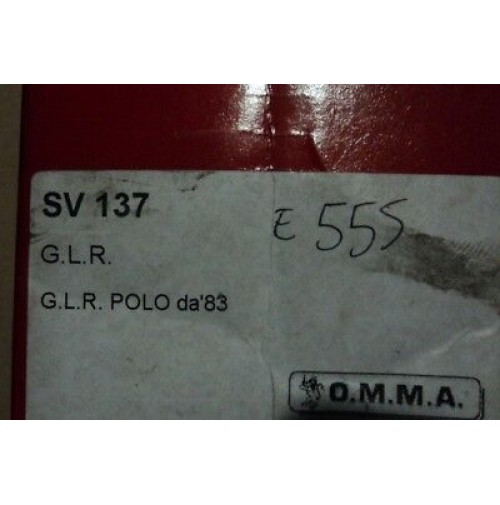 SV 137
E 555
G.L.R.
G.L.R. POLO da'83
O.M.M.A.